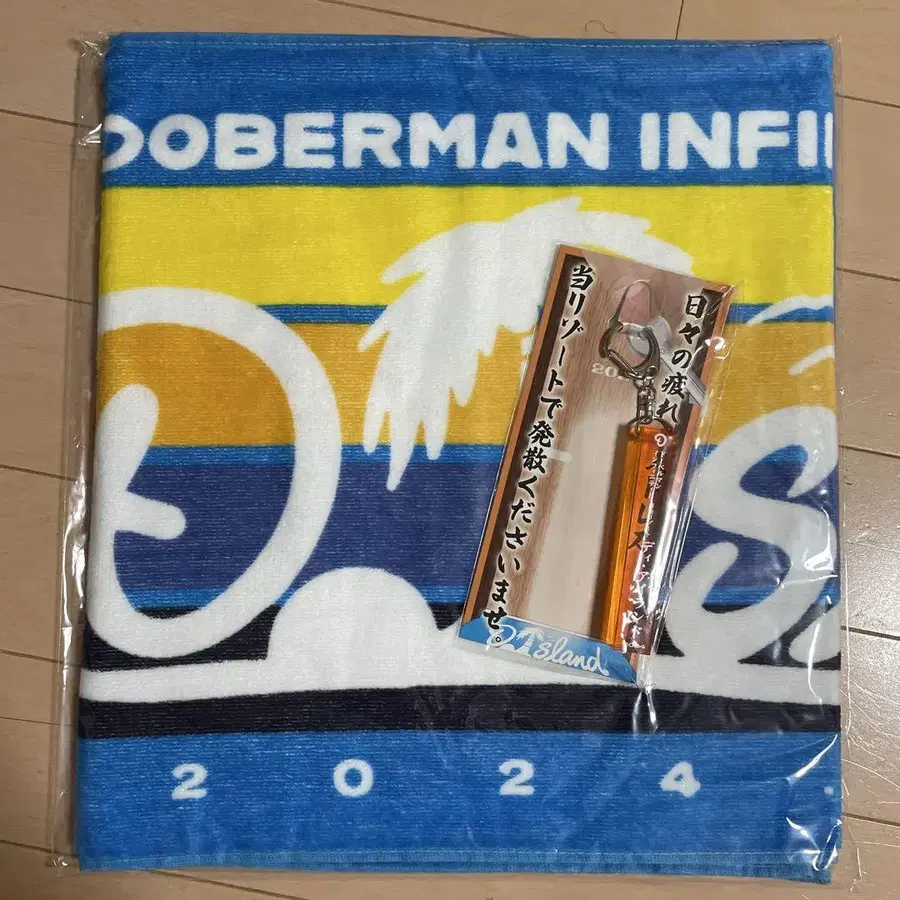 DOBERMAN INFI
日々の疲れ
当リゾートで発散くださいませ。
D Island
2024